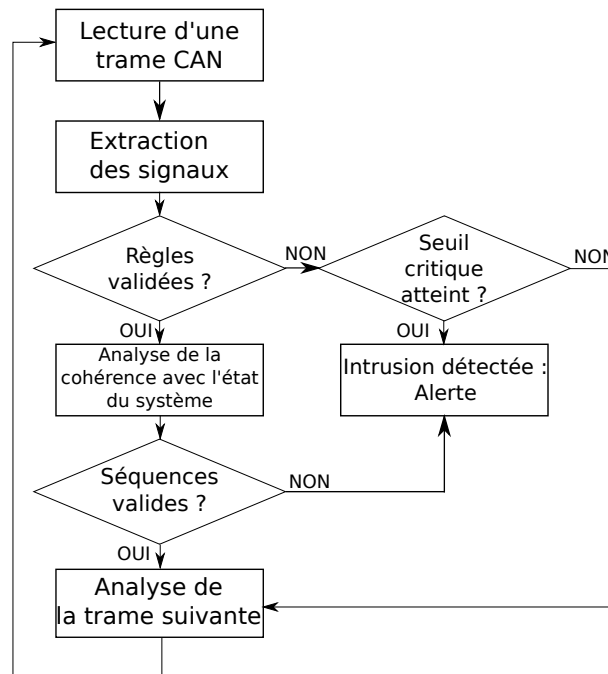 Lecture d'une
trame CAN
Extraction
des signaux
Règles
validées ?
NON
Seuil
critique
atteint ?
NON
OUI
OUI
Analyse de la
cohérence avec l'état
du système
Intrusion détectée :
Alerte
Séquences
valides ?
NON
OUI
Analyse de
la trame suivante